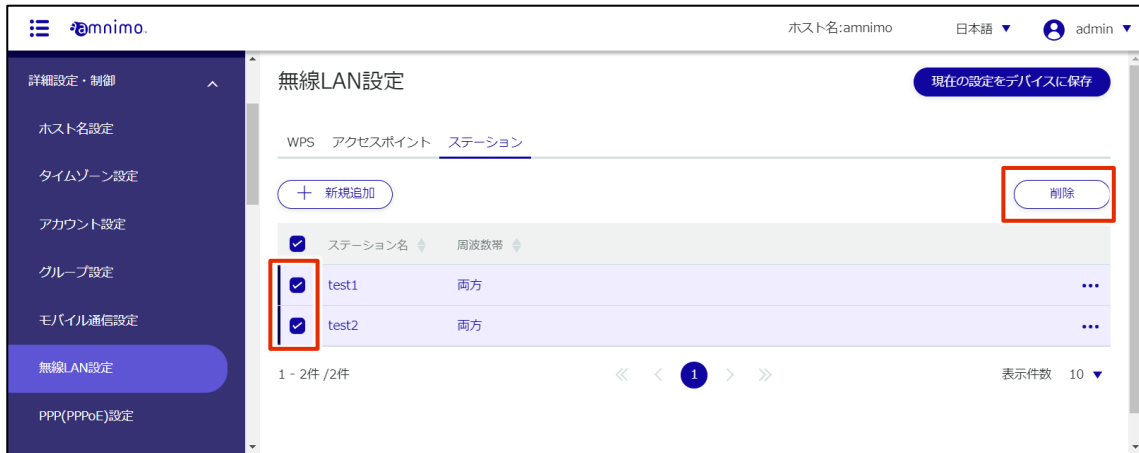 amnimo
ホスト名:amnimo
日本語 ▼
admin ▼
詳細設定・制御
ホスト名設定
タイムゾーン設定
アカウント設定
グループ設定
モバイル通信設定
無線LAN設定
PPP(PPPoE)設定
無線LAN設定
現在の設定をデバイスに保存
WPS アクセスポイント ステーション
+ 新規追加
削除
ステーション名 周波数帯
test1 両方 •••
test2 両方 •••
1 - 2件 /2件
≪ < 1 > ≫
表示件数 10 ▼